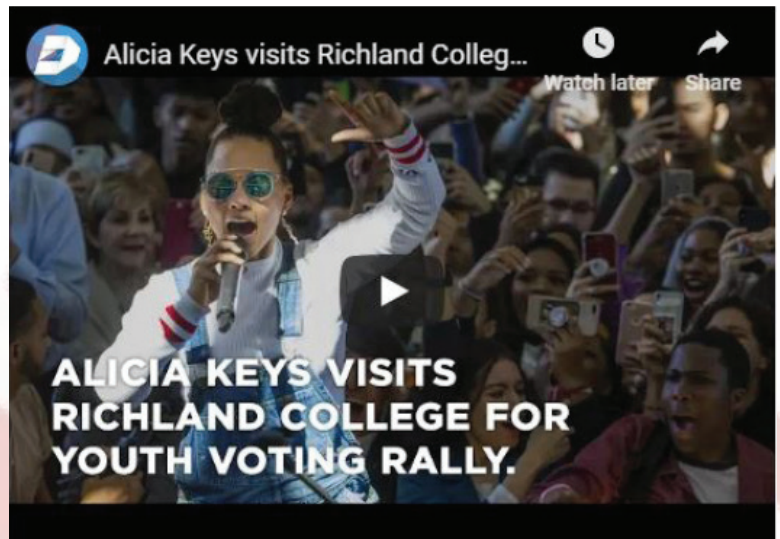 Alicia Keys visits Richland Colleg...
Watch later
Share
ALICIA KEYS VISITS
RICHLAND COLLEGE FOR
YOUTH VOTING RALLY.